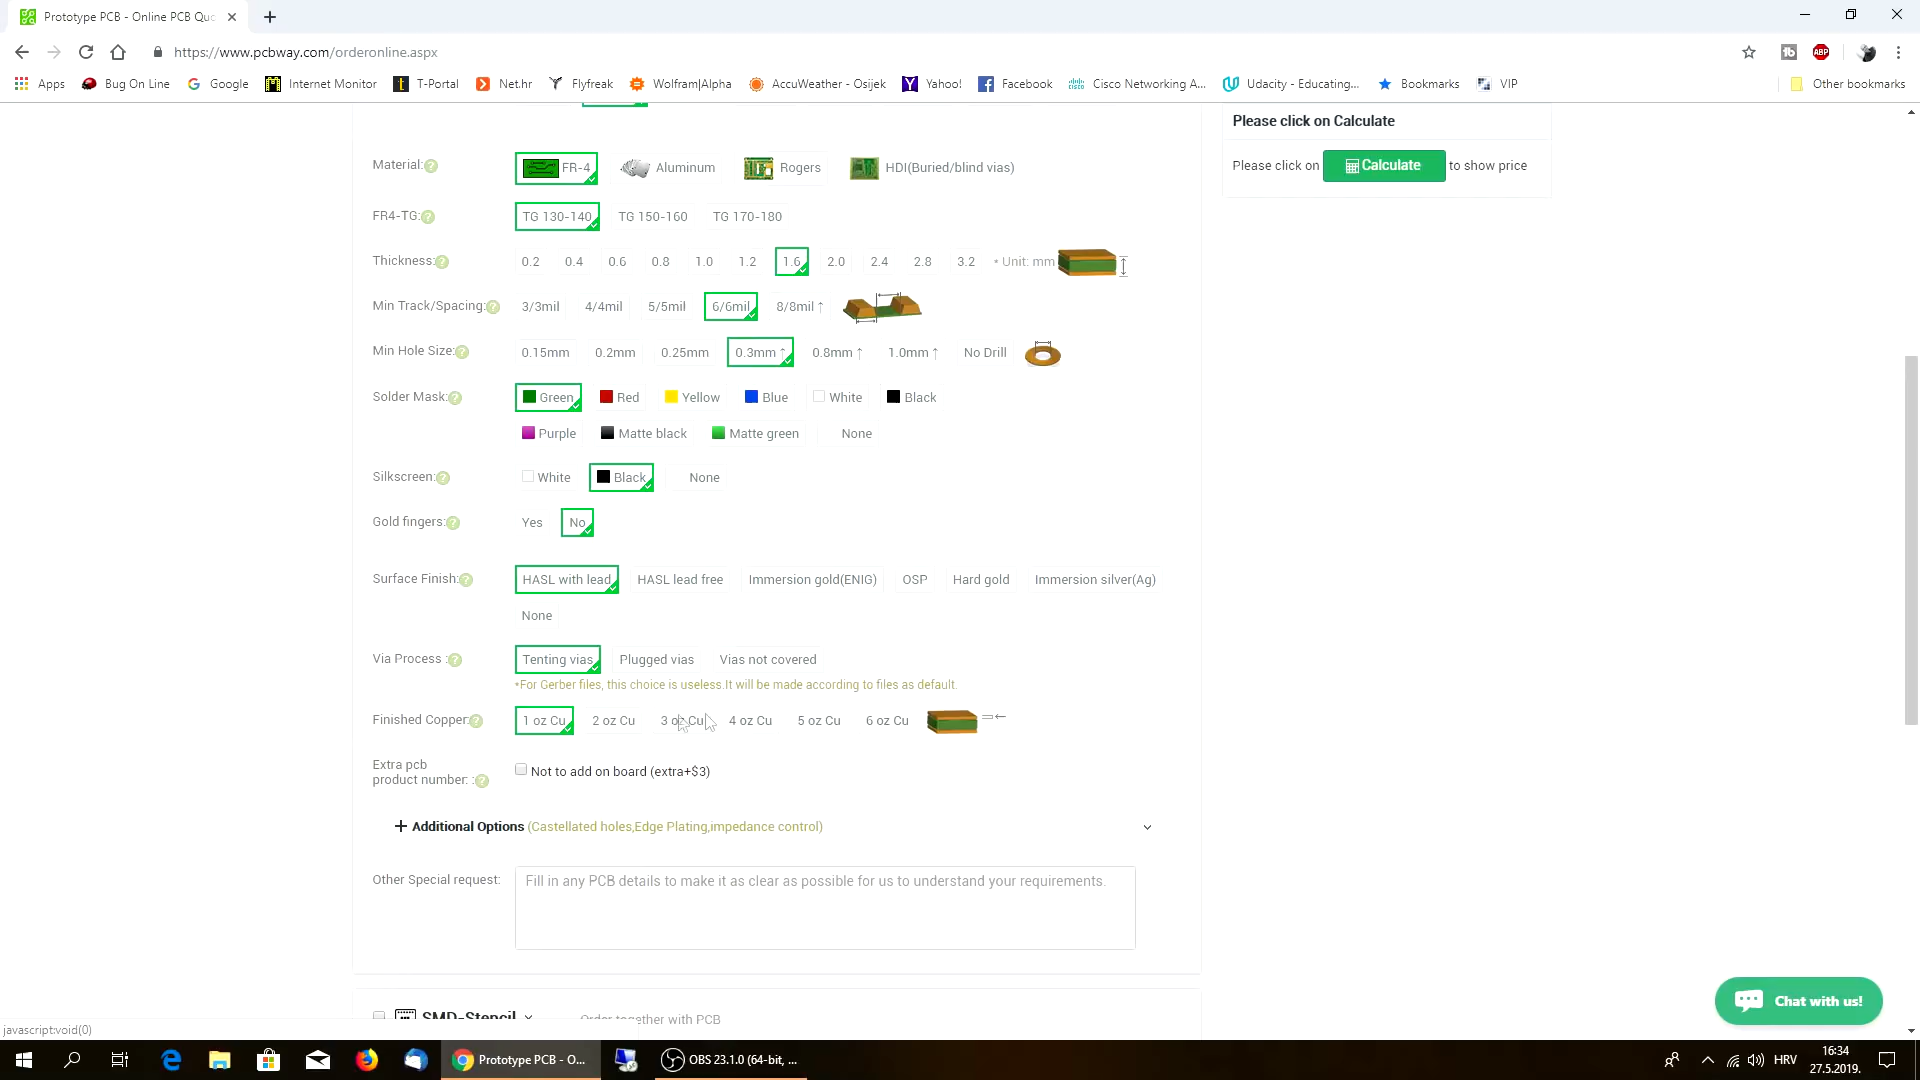 Prototype PCB - Online PCB Quo
https://www.pcbway.com/orderonline.aspx
Apps Bug On Line Google Internet Monitor T-Portal Net.hr Flyfreak Wolfram|Alpha AccuWeather - Osijek Yahoo! Facebook Cisco Networking A... Udacity - Educating... Bookmarks VIP Other bookmarks
Please click on Calculate
Please click on Calculate to show price
Material: FR-4 Aluminum Rogers HDI(Buried/blind vias)
FR4-TG: TG 130-140 TG 150-160 TG 170-180
Thickness: 0.2 0.4 0.6 0.8 1.0 1.2 1.6 2.0 2.4 2.8 3.2 * Unit: mm
Min Track/Spacing: 3/3mil 4/4mil 5/5mil 6/6mil 8/8mil ↑
Min Hole Size: 0.15mm 0.2mm 0.25mm 0.3mm ↑ 0.8mm ↑ 1.0mm ↑ No Drill
Solder Mask: Green Red Yellow Blue White Black
Purple Matte black Matte green None
Silkscreen: White Black None
Gold fingers: Yes No
Surface Finish: HASL with lead HASL lead free Immersion gold(ENIG) OSP Hard gold Immersion silver(Ag)
None
Via Process : Tenting vias Plugged vias Vias not covered
*For Gerber files, this choice is useless.It will be made according to files as default.
Finished Copper: 1 oz Cu 2 oz Cu 3 oz Cu 4 oz Cu 5 oz Cu 6 oz Cu
Extra pcb
product number: : Not to add on board (extra+$3)
Additional Options (Castellated holes,Edge Plating,impedance control)
Other Special request: Fill in any PCB details to make it as clear as possible for us to understand your requirements.
SMD-Stencil Order together with PCB
Chat with us!
javascript:void(0)
Prototype PCB - O... OBS 23.1.0 (64-bit, ... HRV 16:34
27.5.2019.